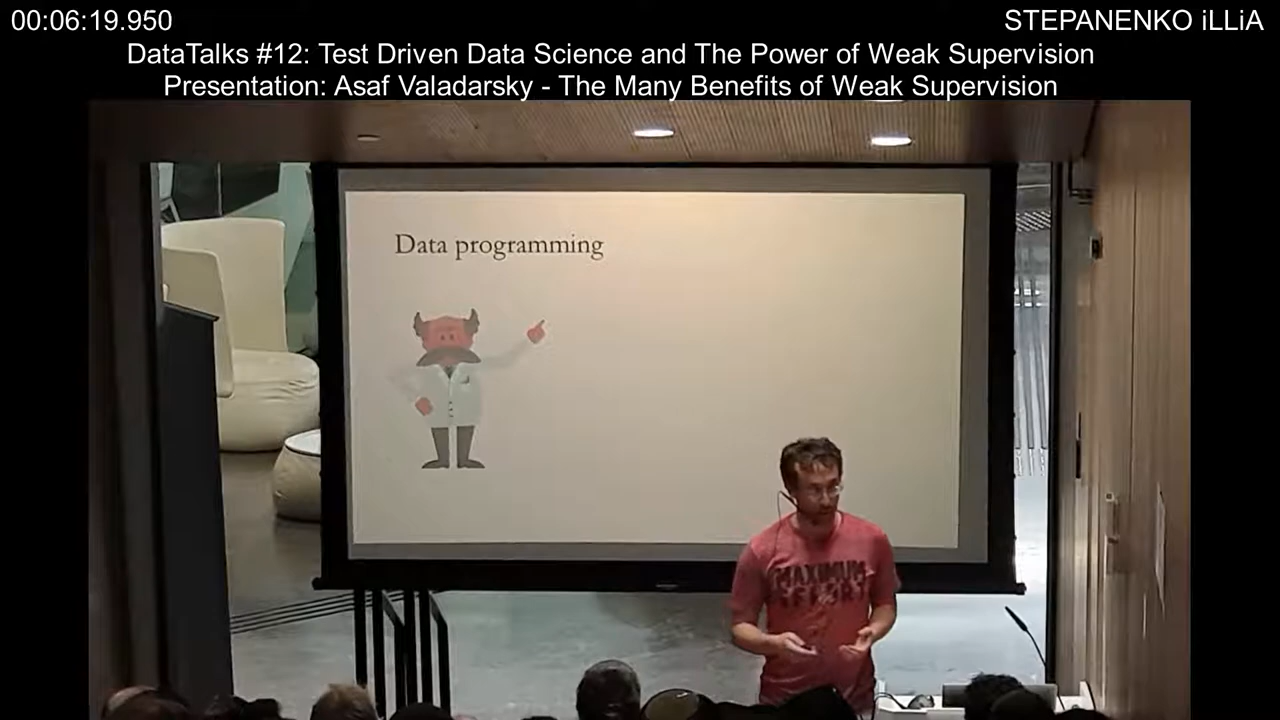 00:06:19.950
STEPANENKO iLLiA
DataTalks #12: Test Driven Data Science and The Power of Weak Supervision
Presentation: Asaf Valadarsky - The Many Benefits of Weak Supervision
Data programming
MAXIMUM
EFFORT